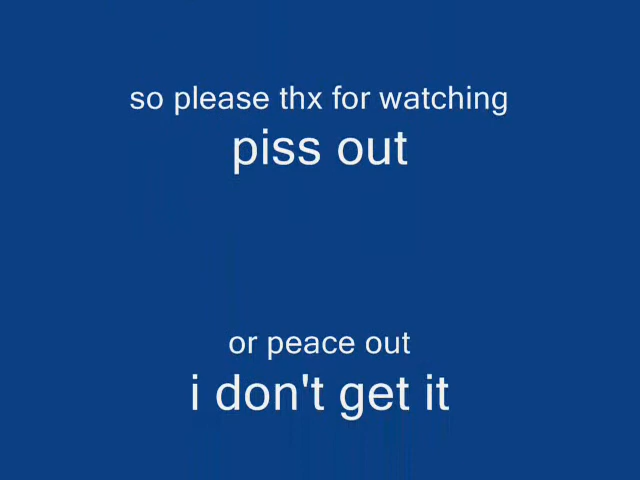 so please thx for watching
piss out
or peace out
i don't get it